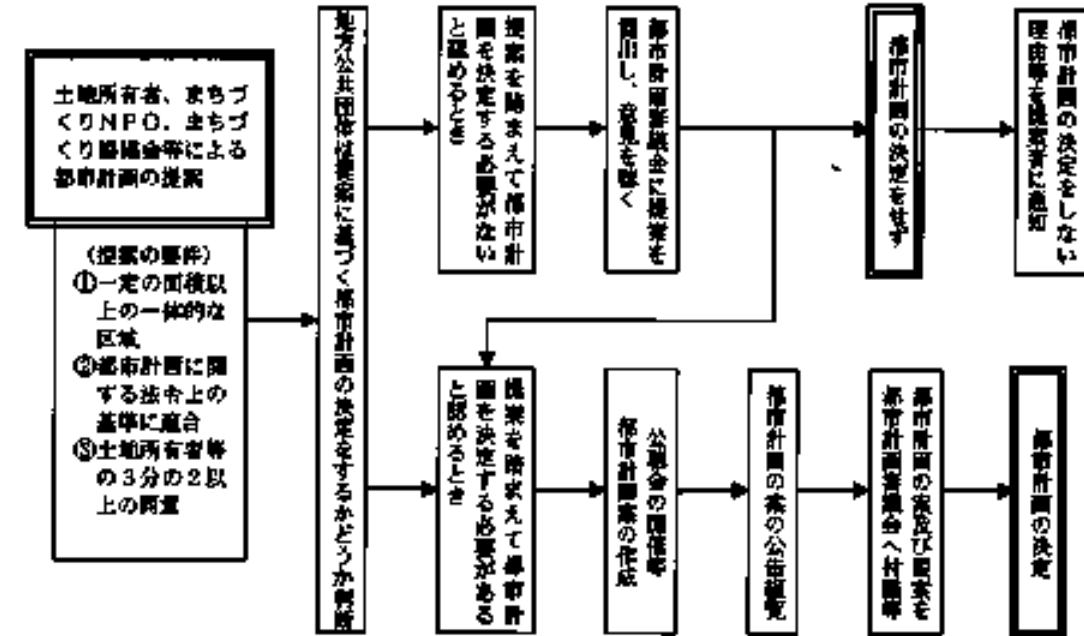 土地所有者、まちづ
くりNPO、まちづ
くり協議会等による
都市計画の提案
(提案の要件)
①一定の面積以
上の一体的な
区域
②都市計画に関
する法令上の
基準に適合
③土地所有者等
の3分の2以
上の同意
地方公共団体は提案に基づく都市計画の決定をするかどうか判断
提案を踏まえて都市計
画を決定する必要がない
と認めるとき
都市計画審議会に提案を
提出し、意見を聴く
都市計画の決定をせず
都市計画の決定をしない
理由等を提案者に通知
提案を踏まえて都市計
画を決定する必要がある
と認めるとき
公聴会の開催等
都市計画案の作成
都市計画の案の公告縦覧
都市計画の案及び提案を
都市計画審議会へ付議等
都市計画の決定